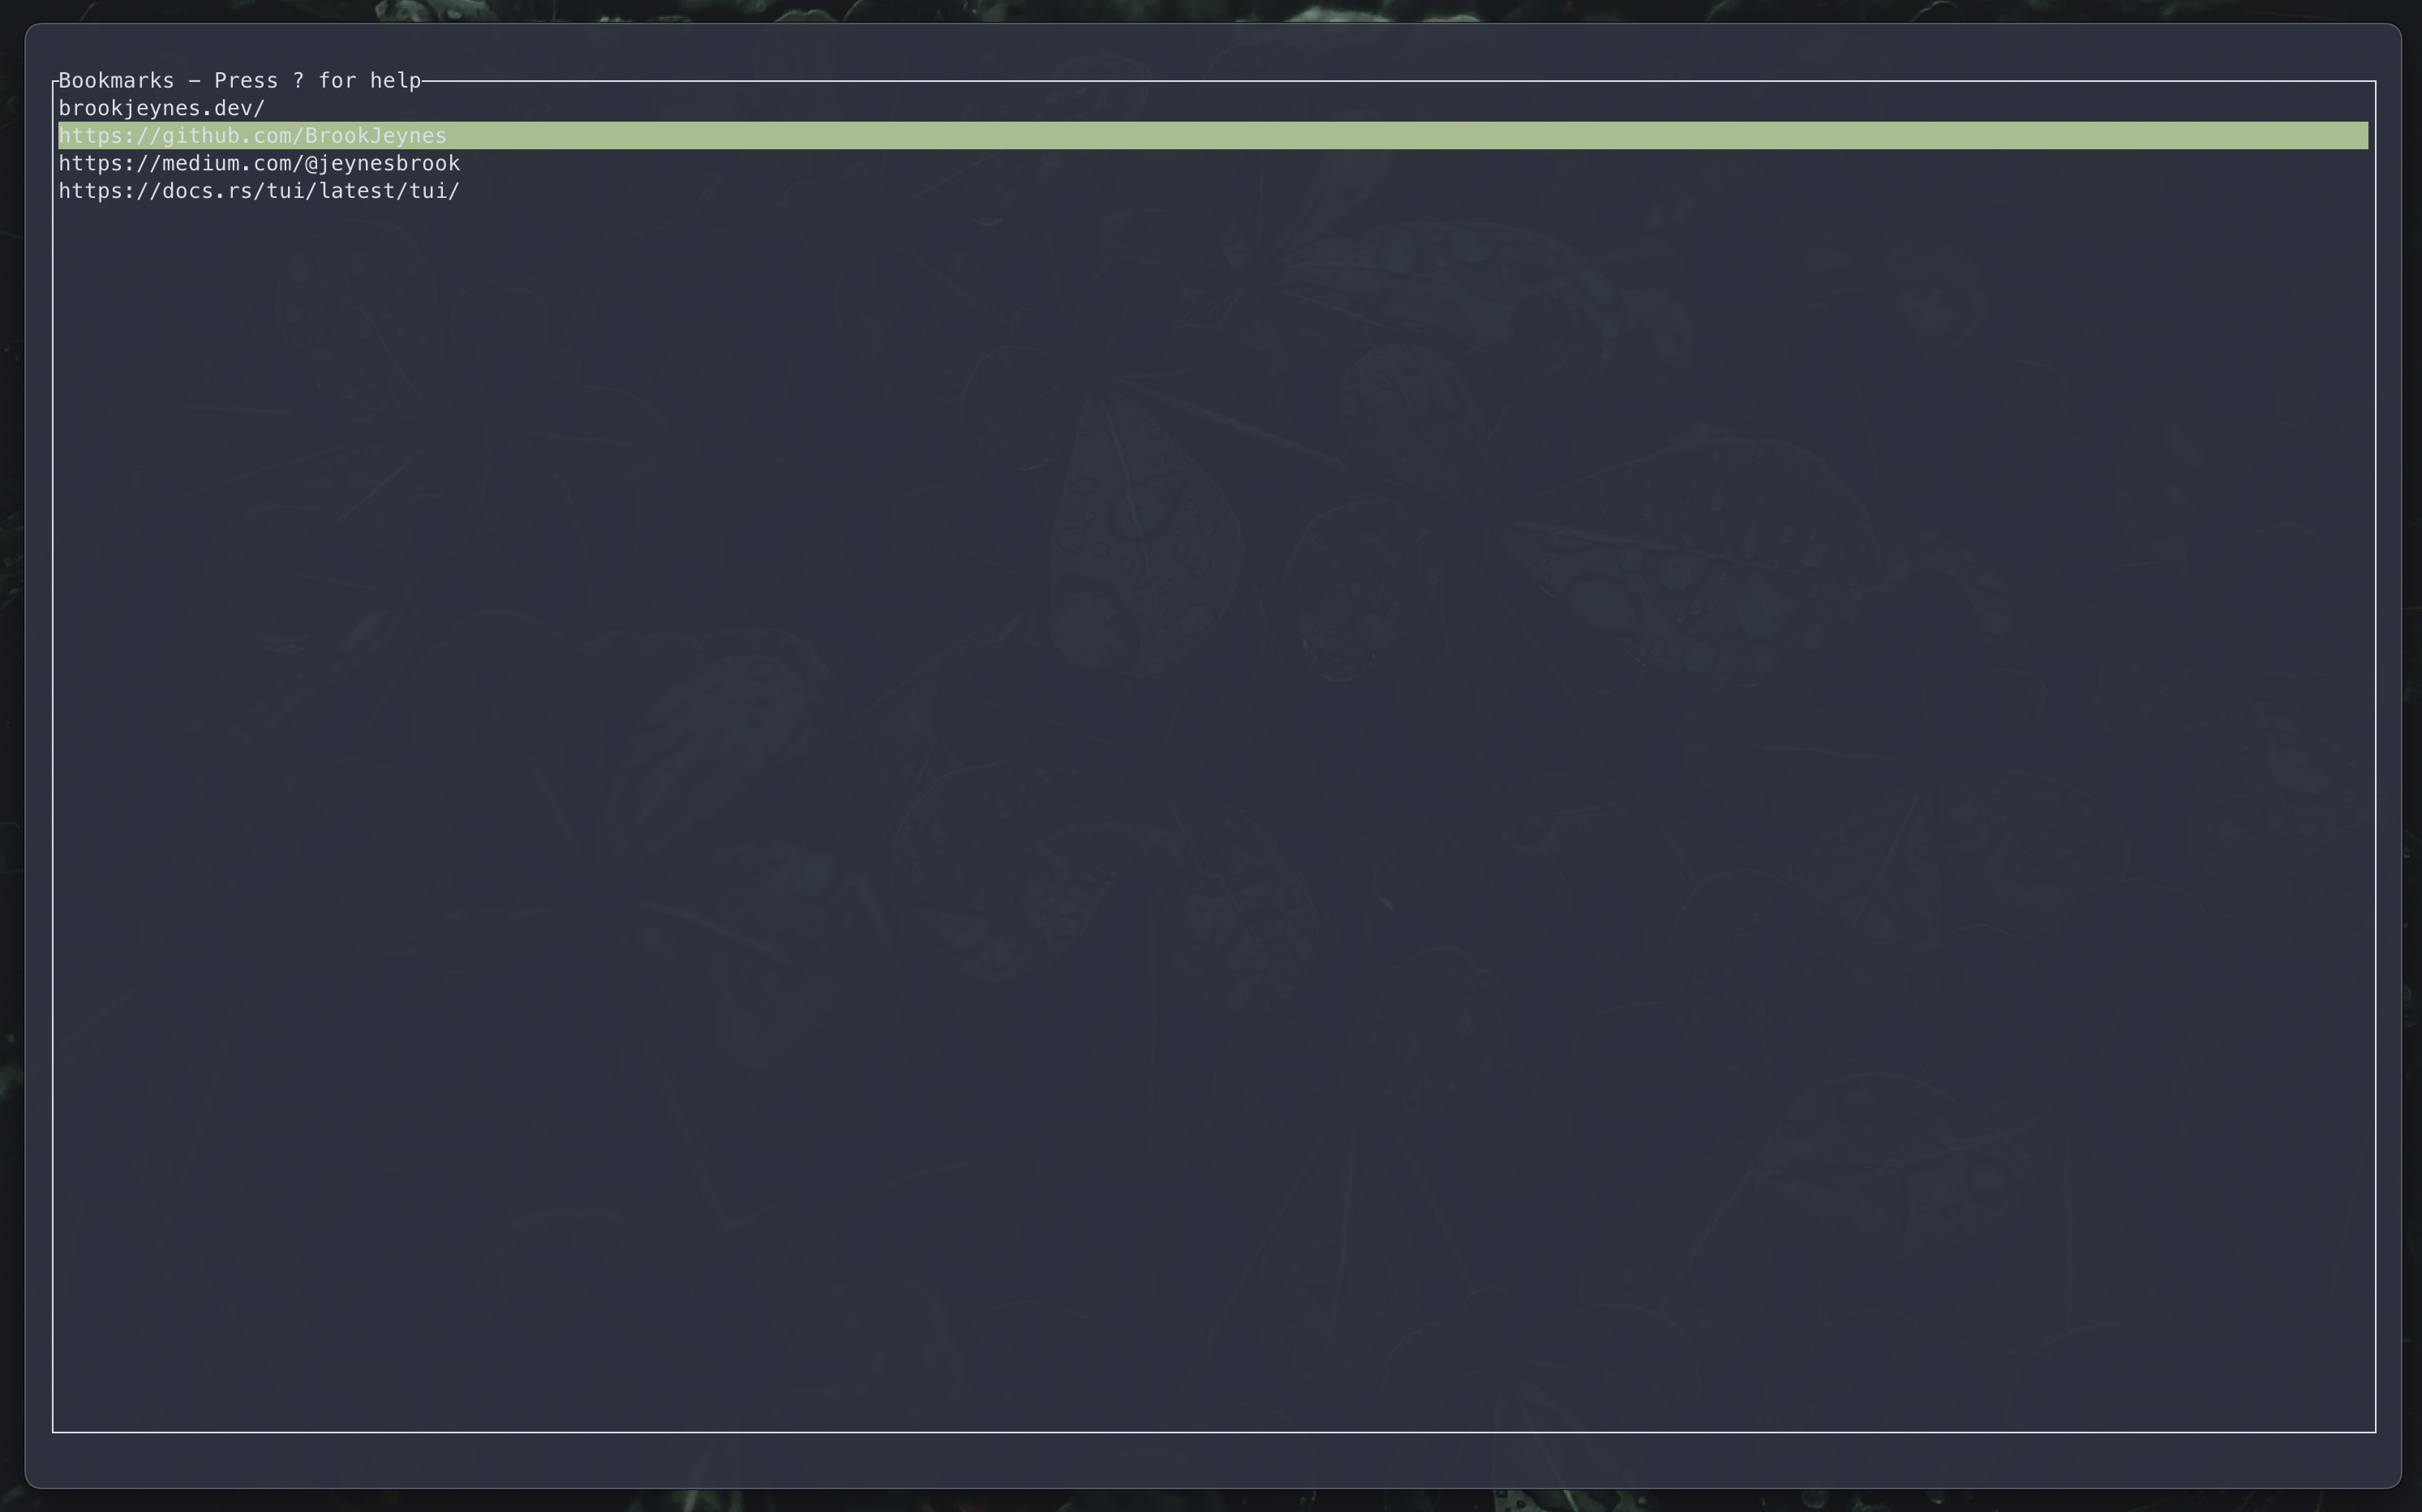 Bookmarks - Press ? for help
brookjeynes.dev/
https://github.com/BrookJeynes
https://medium.com/@jeynesbrook
https://docs.rs/tui/latest/tui/